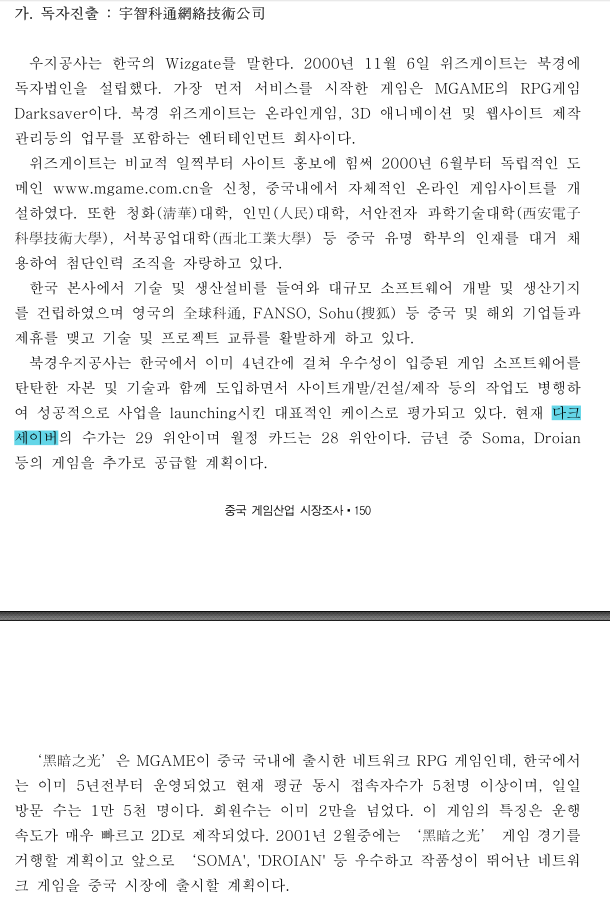 가. 독자진출 : 宇智科通網絡技術公司
우지공사는 한국의 Wizgate를 말한다. 2000년 11월 6일 위즈게이트는 북경에
독자법인을 설립했다. 가장 먼저 서비스를 시작한 게임은 MGAME의 RPG게임
Darksaver이다. 북경 위즈게이트는 온라인게임, 3D 애니메이션 및 웹사이트 제작
관리등의 업무를 포함하는 엔터테인먼트 회사이다.
위즈게이트는 비교적 일찍부터 사이트 홍보에 힘써 2000년 6월부터 독립적인 도
메인 www.mgame.com.cn을 신청, 중국내에서 자체적인 온라인 게임사이트를 개
설하였다. 또한 청화(清華)대학, 인민(人民)대학, 서안전자 과학기술대학(西安電子
科學技術大學), 서북공업대학(西北工業大學) 등 중국 유명 학부의 인재를 대거 채
용하여 첨단인력 조직을 자랑하고 있다.
한국 본사에서 기술 및 생산설비를 들여와 대규모 소프트웨어 개발 및 생산기지
를 건립하였으며 영국의 全球科通, FANSO, Sohu(搜狐) 등 중국 및 해외 기업들과
제휴를 맺고 기술 및 프로젝트 교류를 활발하게 하고 있다.
북경우지공사는 한국에서 이미 4년간에 걸쳐 우수성이 입증된 게임 소프트웨어를
탄탄한 자본 및 기술과 함께 도입하면서 사이트개발/건설/제작 등의 작업도 병행하
여 성공적으로 사업을 launching시킨 대표적인 케이스로 평가되고 있다. 현재 다크
세이버의 수가는 29 위안이며 월정 카드는 28 위안이다. 금년 중 Soma, Droian
등의 게임을 추가로 공급할 계획이다.
중국 게임산업 시장조사•150
‘黑暗之光’은 MGAME이 중국 국내에 출시한 네트워크 RPG 게임인데, 한국에서
는 이미 5년전부터 운영되었고 현재 평균 동시 접속자수가 5천명 이상이며, 일일
방문 수는 1만 5천 명이다. 회원수는 이미 2만을 넘었다. 이 게임의 특징은 운행
속도가 매우 빠르고 2D로 제작되었다. 2001년 2월중에는 ‘黑暗之光’ 게임 경기를
거행할 계획이고 앞으로 ‘SOMA', 'DROIAN' 등 우수하고 작품성이 뛰어난 네트워
크 게임을 중국 시장에 출시할 계획이다.